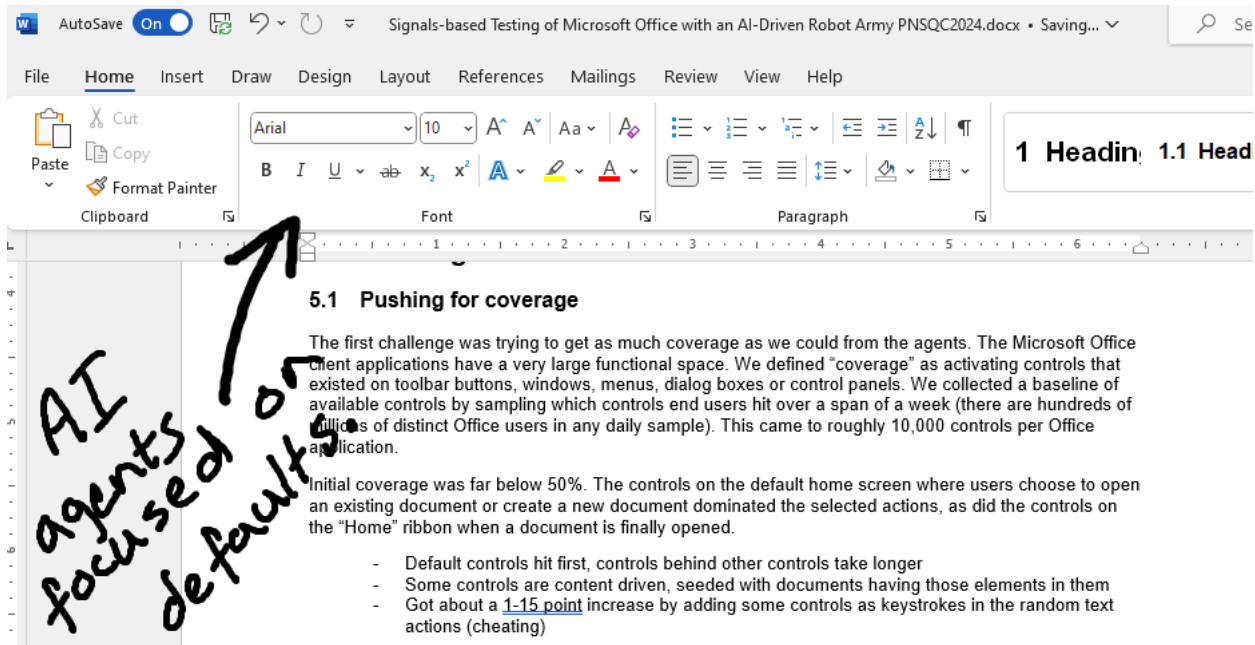 AutoSave On Signals-based Testing of Microsoft Office with an AI-Driven Robot Army PNSQC2024.docx • Saving... Se
File Home Insert Draw Design Layout References Mailings Review View Help
Paste
Cut
Copy
Format Painter
Clipboard
Arial 10
Font
Paragraph
1 Heading 1.1 Headi
1 2 3 4 5 6
5.1 Pushing for coverage
The first challenge was trying to get as much coverage as we could from the agents. The Microsoft Office
client applications have a very large functional space. We defined “coverage” as activating controls that
existed on toolbar buttons, windows, menus, dialog boxes or control panels. We collected a baseline of
available controls by sampling which controls end users hit over a span of a week (there are hundreds of
millions of distinct Office users in any daily sample). This came to roughly 10,000 controls per Office
application.
Initial coverage was far below 50%. The controls on the default home screen where users choose to open
an existing document or create a new document dominated the selected actions, as did the controls on
the “Home” ribbon when a document is finally opened.
- Default controls hit first, controls behind other controls take longer
- Some controls are content driven, seeded with documents having those elements in them
- Got about a 1-15 point increase by adding some controls as keystrokes in the random text
actions (cheating)
AI
agents
focused on
defaults.